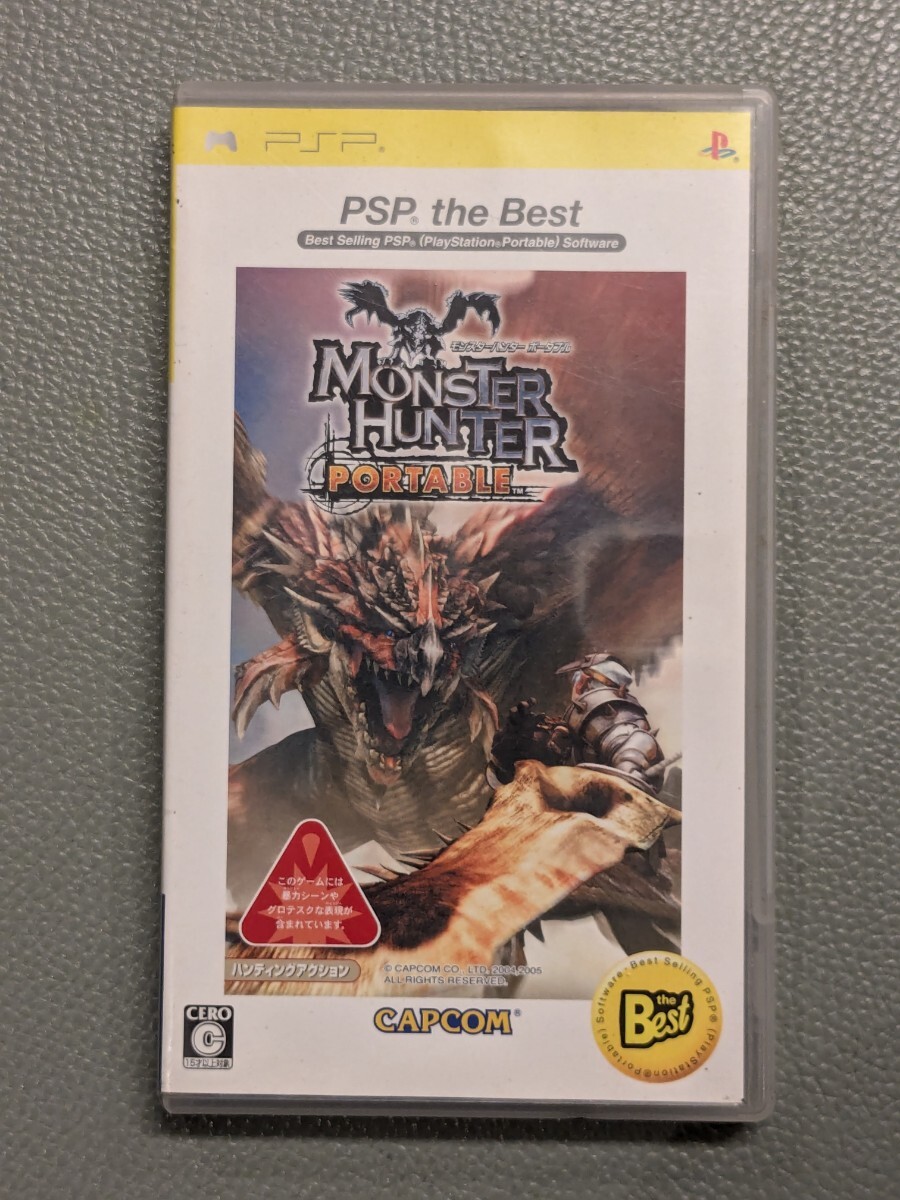 PSP®
PSP® the Best
Best Selling PSP® (PlayStation®Portable) Software
モンスターハンター ポータブル
MONSTER
HUNTER
PORTABLE™
このゲームには
暴力シーンや
グロテスクな表現が
含まれています。
ハンティングアクション
© CAPCOM CO., LTD. 2004,2005
ALL RIGHTS RESERVED.
CERO
C
15才以上対象
CAPCOM®
the
Best
Best Selling PSP® (PlayStation®Portable) Software